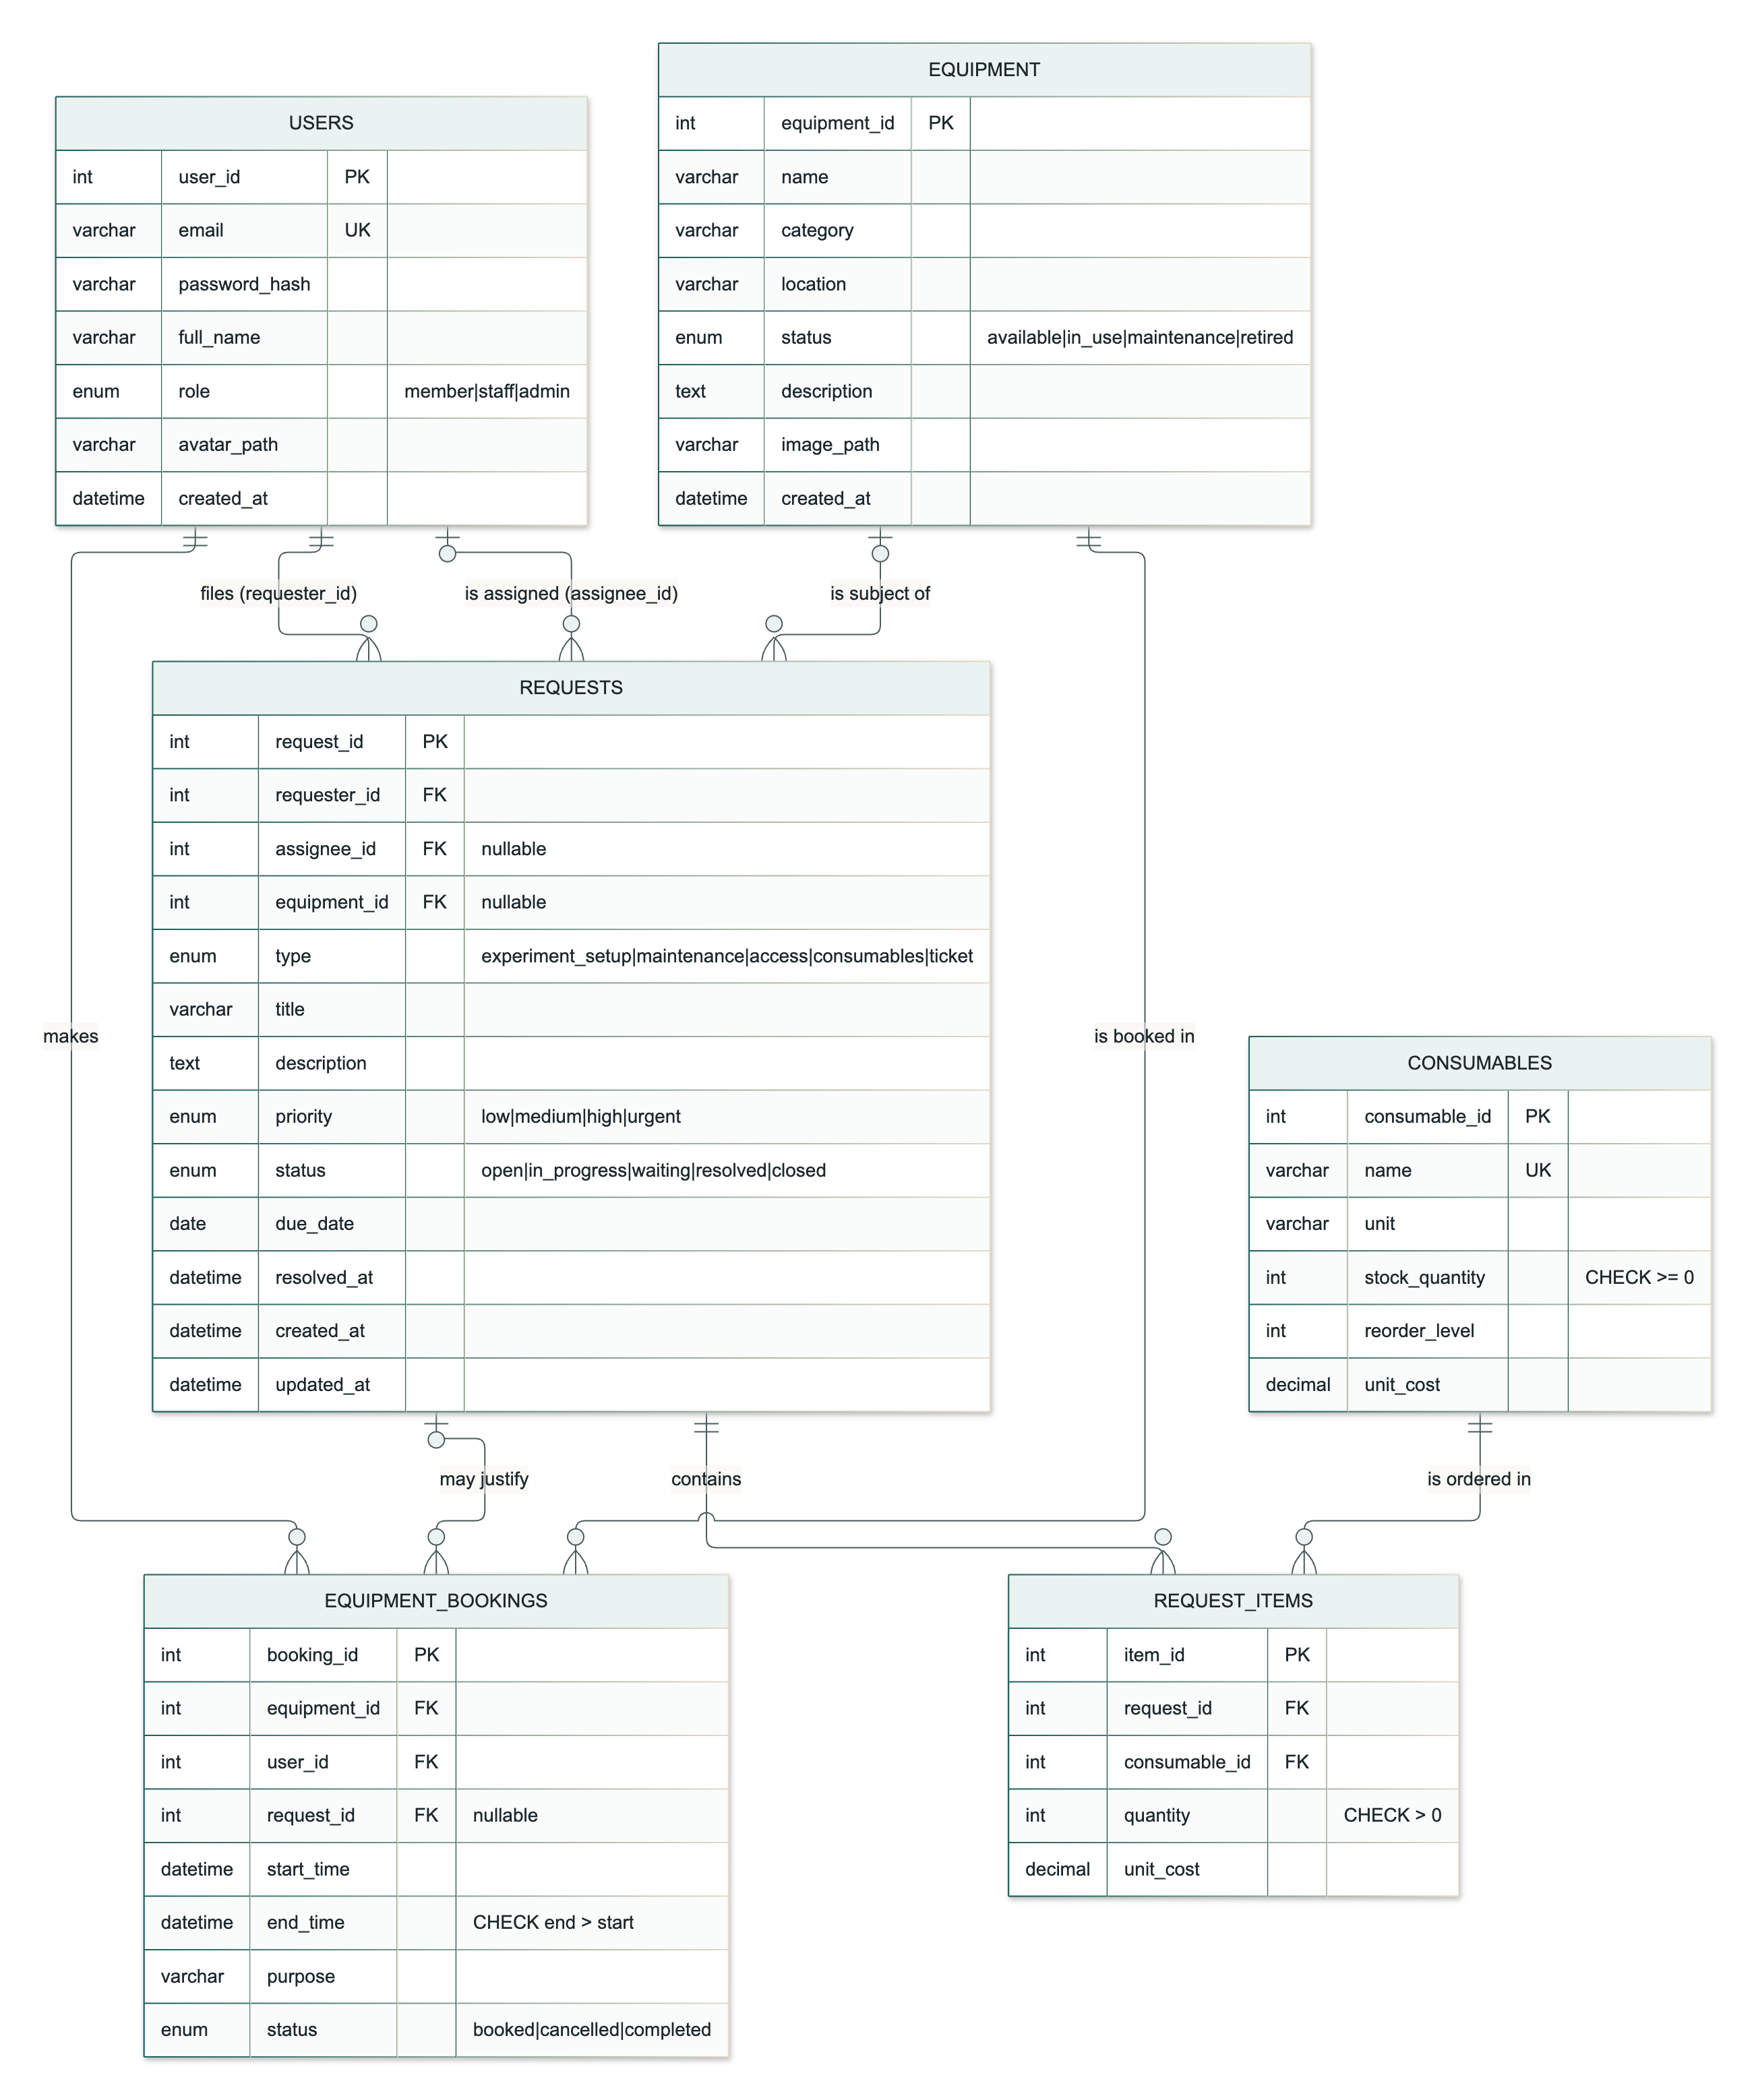 EQUIPMENT
int equipment_id PK
varchar name
varchar category
varchar location
enum status available|in_use|maintenance|retired
text description
varchar image_path
datetime created_at
USERS
int user_id PK
varchar email UK
varchar password_hash
varchar full_name
enum role member|staff|admin
varchar avatar_path
datetime created_at
files (requester_id)
is assigned (assignee_id)
is subject of
REQUESTS
int request_id PK
int requester_id FK
int assignee_id FK nullable
int equipment_id FK nullable
enum type experiment_setup|maintenance|access|consumables|ticket
varchar title
text description
enum priority low|medium|high|urgent
enum status open|in_progress|waiting|resolved|closed
date due_date
datetime resolved_at
datetime created_at
datetime updated_at
makes
is booked in
CONSUMABLES
int consumable_id PK
varchar name UK
varchar unit
int stock_quantity CHECK >= 0
int reorder_level
decimal unit_cost
may justify
contains
is ordered in
EQUIPMENT_BOOKINGS
int booking_id PK
int equipment_id FK
int user_id FK
int request_id FK nullable
datetime start_time
datetime end_time CHECK end > start
varchar purpose
enum status booked|cancelled|completed
REQUEST_ITEMS
int item_id PK
int request_id FK
int consumable_id FK
int quantity CHECK > 0
decimal unit_cost